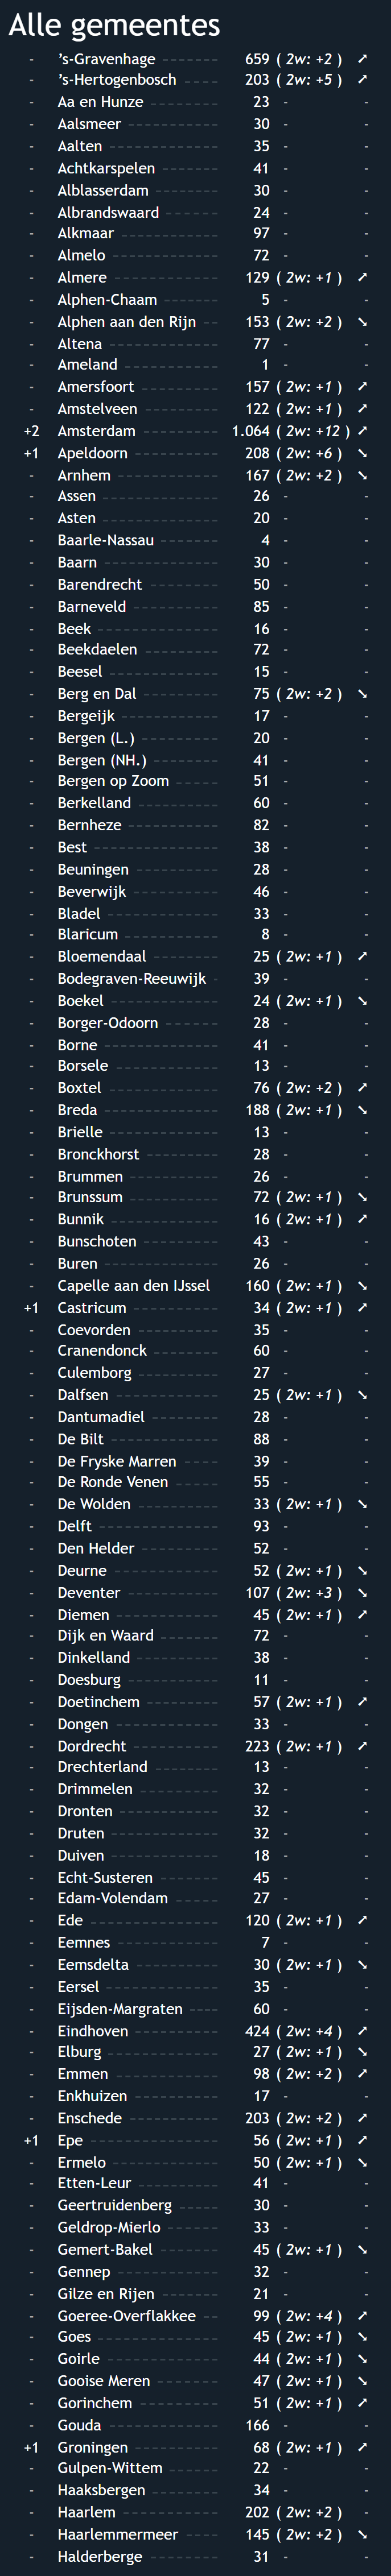 Alle gemeentes
- ’s-Gravenhage ------- 659 ( 2w: +2 ) ➚
- ’s-Hertogenbosch ----- 203 ( 2w: +5 ) ➚
- Aa en Hunze -------- 23 - -
- Aalsmeer ---------- 30 - -
- Aalten ------------ 35 - -
- Achtkarspelen ------- 41 - -
- Alblasserdam ------- 30 - -
- Albrandswaard ------ 24 - -
- Alkmaar ----------- 97 - -
- Almelo ------------ 72 - -
- Almere ------------ 129 ( 2w: +1 ) ➚
- Alphen-Chaam ------- 5 - -
- Alphen aan den Rijn -- 153 ( 2w: +2 ) ➘
- Altena ------------ 77 - -
- Ameland ---------- 1 - -
- Amersfoort --------- 157 ( 2w: +1 ) ➚
- Amstelveen -------- 122 ( 2w: +1 ) ➚
+2 Amsterdam -------- 1.064 ( 2w: +12 ) ➚
+1 Apeldoorn --------- 208 ( 2w: +6 ) ➘
- Arnhem ----------- 167 ( 2w: +2 ) ➘
- Assen ------------ 26 - -
- Asten ------------ 20 - -
- Baarle-Nassau ------- 4 - -
- Baarn ------------ 30 - -
- Barendrecht -------- 50 - -
- Barneveld --------- 85 - -
- Beek ------------- 16 - -
- Beekdaelen -------- 72 - -
- Beesel ------------ 15 - -
- Berg en Dal -------- 75 ( 2w: +2 ) ➘
- Bergeijk ----------- 17 - -
- Bergen (L.) --------- 20 - -
- Bergen (NH.) ------- 41 - -
- Bergen op Zoom ----- 51 - -
- Berkelland --------- 60 - -
- Bernheze ---------- 82 - -
- Best ------------- 38 - -
- Beuningen --------- 28 - -
- Beverwijk ---------- 46 - -
- Bladel ------------ 33 - -
- Blaricum ---------- 8 - -
- Bloemendaal ------- 25 ( 2w: +1 ) ➚
- Bodegraven-Reeuwijk - 39 - -
- Boekel ------------ 24 ( 2w: +1 ) ➘
- Borger-Odoorn ------ 28 - -
- Borne ------------ 41 - -
- Borsele ----------- 13 - -
- Boxtel ------------ 76 ( 2w: +2 ) ➚
- Breda ------------ 188 ( 2w: +1 ) ➘
- Brielle ------------ 13 - -
- Bronckhorst -------- 28 - -
- Brummen ---------- 26 - -
- Brunssum ---------- 72 ( 2w: +1 ) ➘
- Bunnik ------------ 16 ( 2w: +1 ) ➚
- Bunschoten -------- 43 - -
- Buren ------------ 26 - -
- Capelle aan den IJssel 160 ( 2w: +1 ) ➘
+1 Castricum --------- 34 ( 2w: +1 ) ➚
- Coevorden --------- 35 - -
- Cranendonck ------- 60 - -
- Culemborg --------- 27 - -
- Dalfsen ----------- 25 ( 2w: +1 ) ➘
- Dantumadiel -------- 28 - -
- De Bilt ----------- 88 - -
- De Fryske Marren ---- 39 - -
- De Ronde Venen ----- 55 - -
- De Wolden --------- 33 ( 2w: +1 ) ➘
- Delft ------------- 93 - -
- Den Helder --------- 52 - -
- Deurne ----------- 52 ( 2w: +1 ) ➘
- Deventer ---------- 107 ( 2w: +3 ) ➘
- Diemen ----------- 45 ( 2w: +1 ) ➚
- Dijk en Waard ------- 72 - -
- Dinkelland --------- 38 - -
- Doesburg ---------- 11 - -
- Doetinchem -------- 57 ( 2w: +1 ) ➚
- Dongen ----------- 33 - -
- Dordrecht --------- 223 ( 2w: +1 ) ➚
- Drechterland ------- 13 - -
- Drimmelen -------- 32 - -
- Dronten ----------- 32 - -
- Druten ------------ 32 - -
- Duiven ------------ 18 - -
- Echt-Susteren ------- 45 - -
- Edam-Volendam ----- 27 - -
- Ede ------------- 120 ( 2w: +1 ) ➚
- Eemnes ----------- 7 - -
- Eemsdelta --------- 30 ( 2w: +1 ) ➘
- Eersel ------------ 35 - -
- Eijsden-Margraten ---- 60 - -
- Eindhoven --------- 424 ( 2w: +4 ) ➚
- Elburg ------------ 27 ( 2w: +1 ) ➘
- Emmen ----------- 98 ( 2w: +2 ) ➚
- Enkhuizen --------- 17 - -
- Enschede ---------- 203 ( 2w: +2 ) ➚
+1 Epe ------------- 56 ( 2w: +1 ) ➚
- Ermelo ----------- 50 ( 2w: +1 ) ➘
- Etten-Leur --------- 41 - -
- Geertruidenberg ----- 30 - -
- Geldrop-Mierlo ------ 33 - -
- Gemert-Bakel ------- 45 ( 2w: +1 ) ➘
- Gennep ----------- 32 - -
- Gilze en Rijen ------- 21 - -
- Goeree-Overflakkee -- 99 ( 2w: +4 ) ➚
- Goes ------------- 45 ( 2w: +1 ) ➘
- Goirle ------------ 44 ( 2w: +1 ) ➘
- Gooise Meren ------- 47 ( 2w: +1 ) ➘
- Gorinchem --------- 51 ( 2w: +1 ) ➚
- Gouda ------------ 166 - -
+1 Groningen --------- 68 ( 2w: +1 ) ➚
- Gulpen-Wittem ------ 22 - -
- Haaksbergen ------- 34 - -
- Haarlem ---------- 202 ( 2w: +2 ) -
- Haarlemmermeer ---- 145 ( 2w: +2 ) ➘
- Halderberge -------- 31 - -